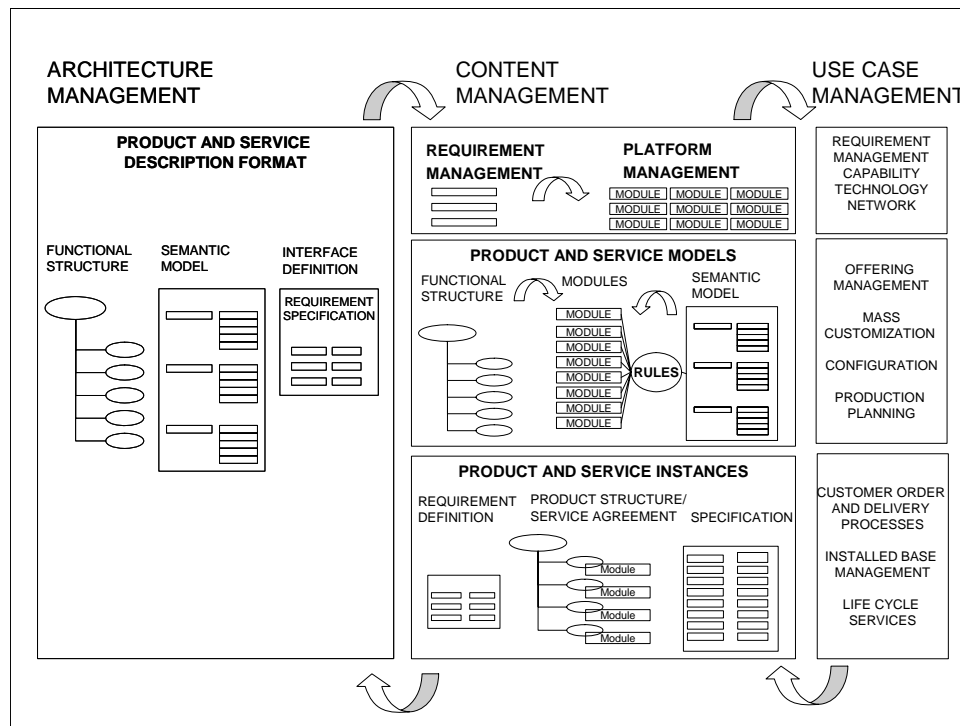 ARCHITECTURE
MANAGEMENT
CONTENT
MANAGEMENT
USE CASE
MANAGEMENT
PRODUCT AND SERVICE
DESCRIPTION FORMAT
FUNCTIONAL
STRUCTURE
SEMANTIC
MODEL
INTERFACE
DEFINITION
REQUIREMENT
SPECIFICATION
REQUIREMENT
MANAGEMENT
PLATFORM
MANAGEMENT
MODULE MODULE MODULE
MODULE MODULE MODULE
MODULE MODULE MODULE
PRODUCT AND SERVICE MODELS
FUNCTIONAL
STRUCTURE
MODULES
SEMANTIC
MODEL
MODULE
MODULE
MODULE
MODULE
MODULE
MODULE
MODULE
MODULE
RULES
PRODUCT AND SERVICE INSTANCES
REQUIREMENT
DEFINITION
PRODUCT STRUCTURE/
SERVICE AGREEMENT
SPECIFICATION
Module
Module
Module
Module
REQUIREMENT
MANAGEMENT
CAPABILITY
TECHNOLOGY
NETWORK
OFFERING
MANAGEMENT
MASS
CUSTOMIZATION
CONFIGURATION
PRODUCTION
PLANNING
CUSTOMER ORDER
AND DELIVERY
PROCESSES
INSTALLED BASE
MANAGEMENT
LIFE CYCLE
SERVICES